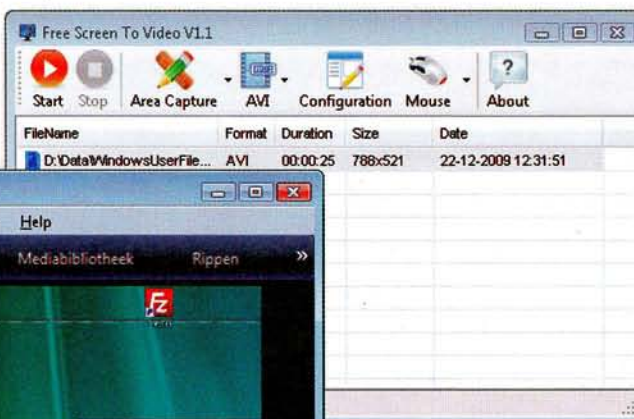 Free Screen To Video V1.1
Start Stop Area Capture AVI Configuration Mouse About
FileName Format Duration Size Date
D:\Data\WindowsUserFile... AVI 00:00:25 788x521 22-12-2009 12:31:51
Help
Mediabibliotheek Rippen »
Fz